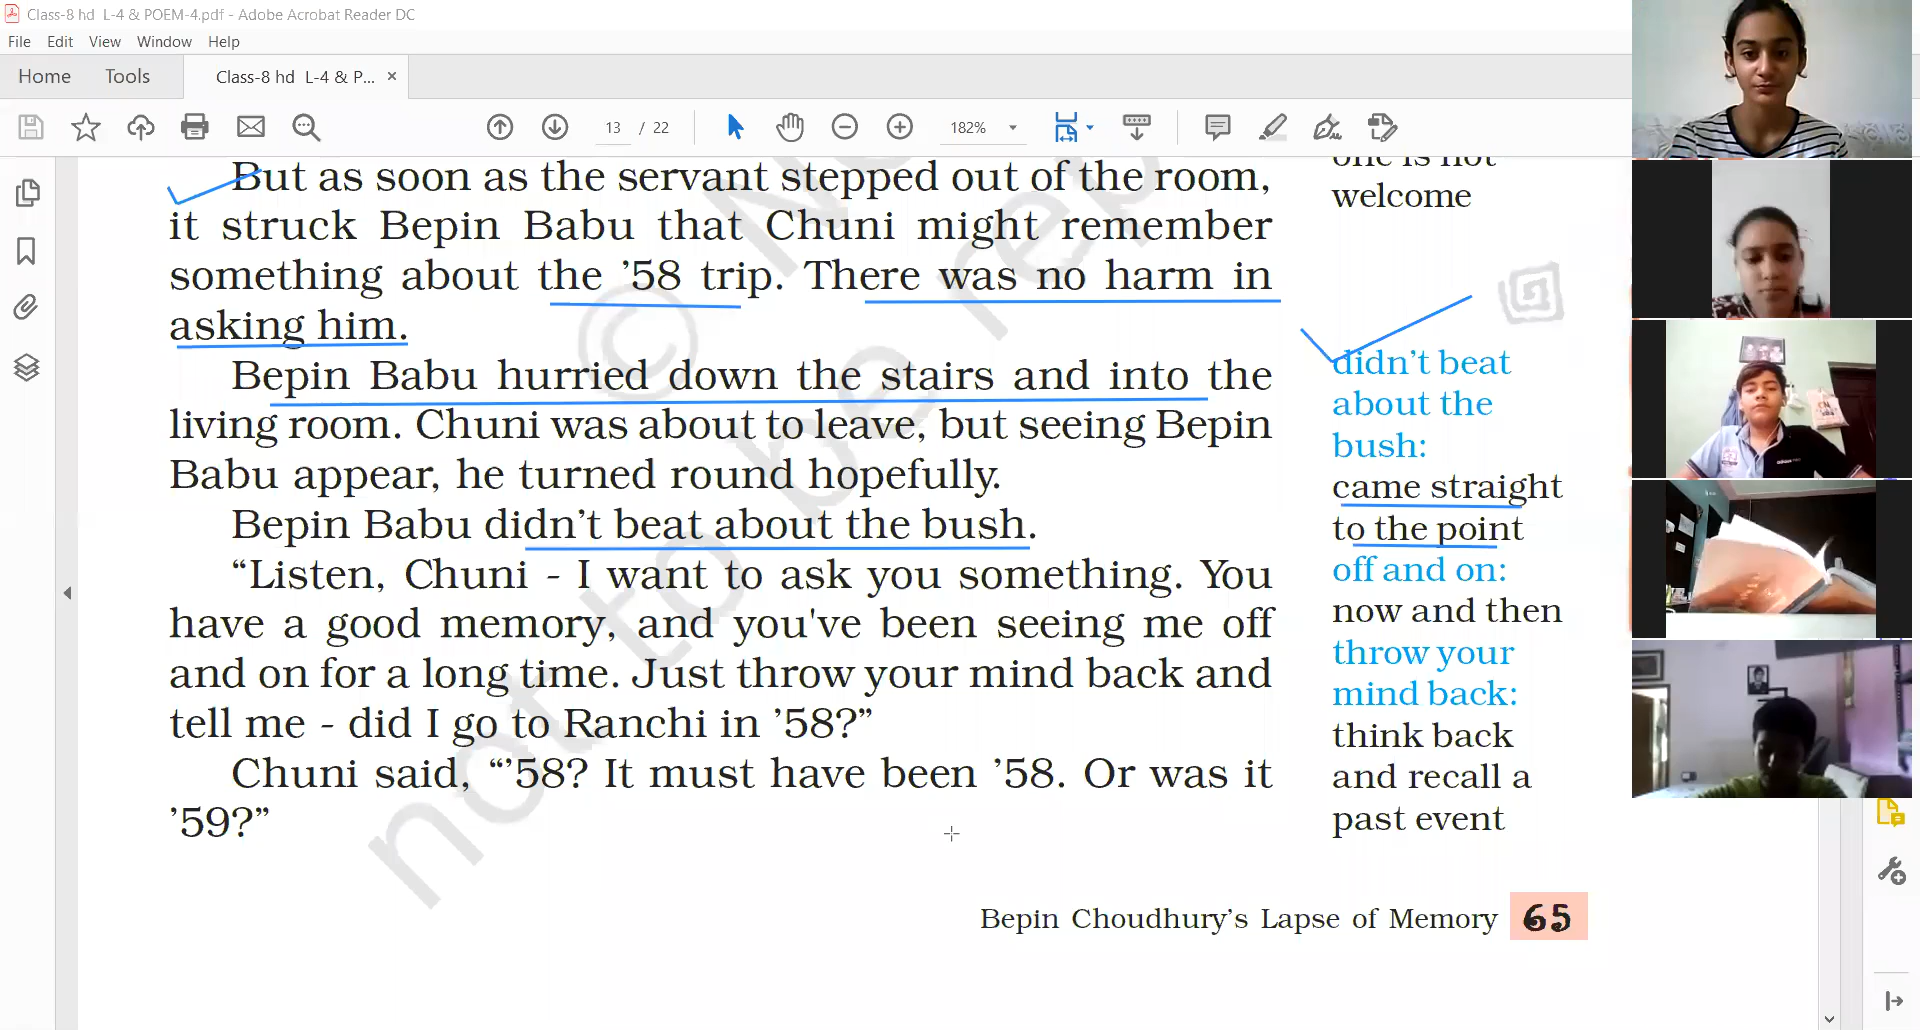 Class-8 hd L-4 & POEM-4.pdf - Adobe Acrobat Reader DC
File Edit View Window Help
Home Tools Class-8 hd L-4 & P... ×
13 / 22 182%
But as soon as the servant stepped out of the room,
it struck Bepin Babu that Chuni might remember
something about the ’58 trip. There was no harm in
asking him.
Bepin Babu hurried down the stairs and into the
living room. Chuni was about to leave, but seeing Bepin
Babu appear, he turned round hopefully.
Bepin Babu didn’t beat about the bush.
“Listen, Chuni - I want to ask you something. You
have a good memory, and you've been seeing me off
and on for a long time. Just throw your mind back and
tell me - did I go to Ranchi in ’58?”
Chuni said, “’58? It must have been ’58. Or was it
’59?”
one is not
welcome
didn’t beat
about the
bush:
came straight
to the point
off and on:
now and then
throw your
mind back:
think back
and recall a
past event
©
not to be rep
Bepin Choudhury’s Lapse of Memory 65